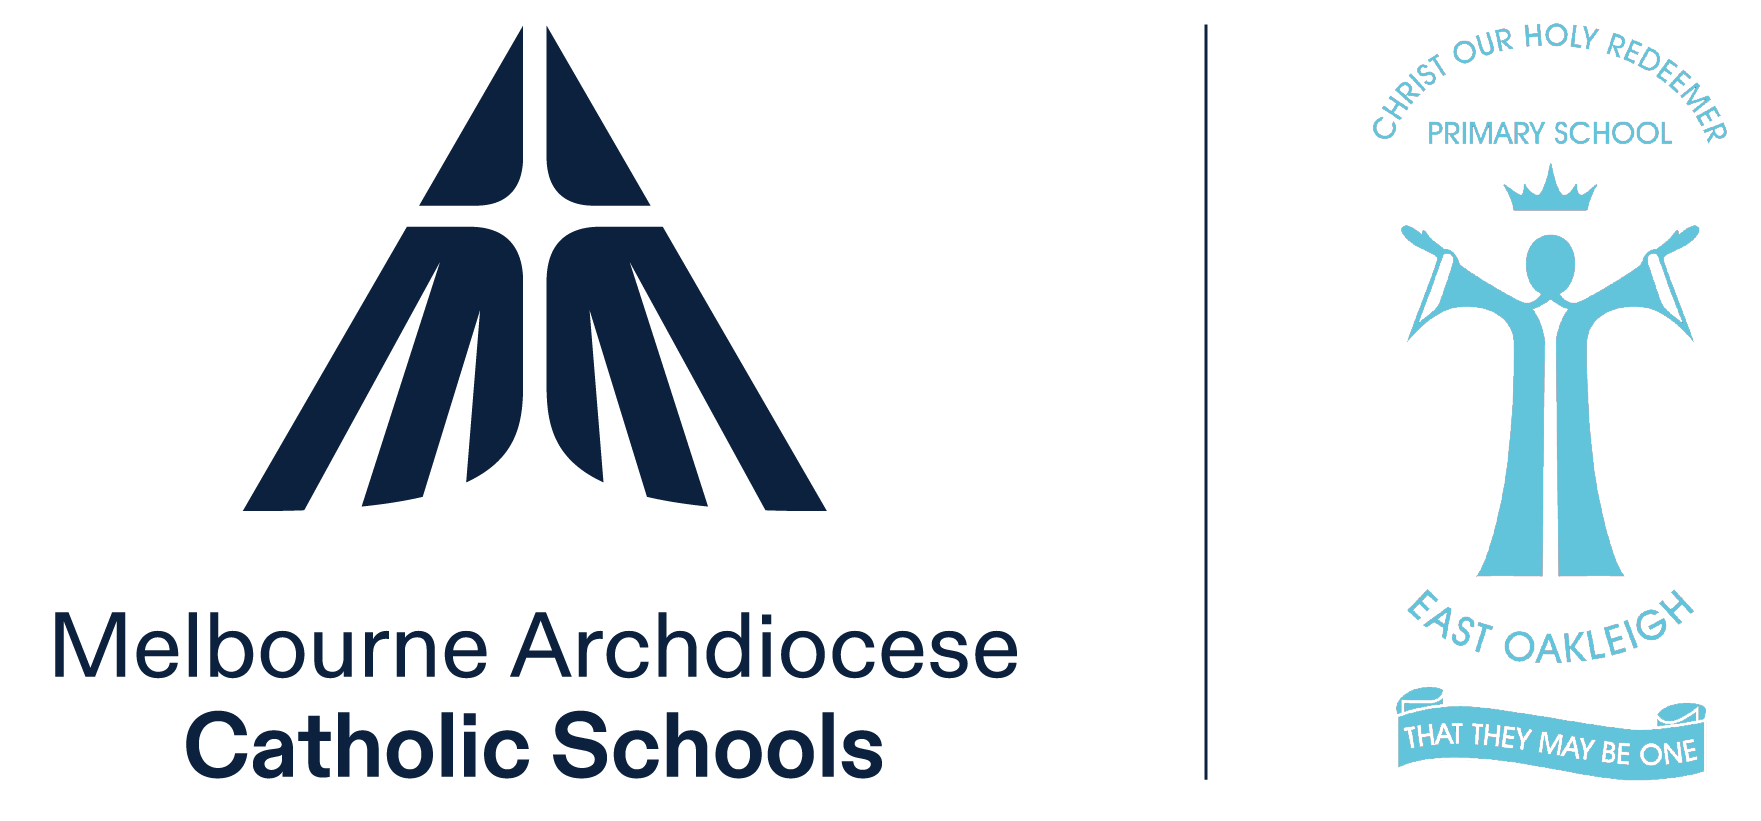 Melbourne Archdiocese
Catholic Schools
CHRIST OUR HOLY REDEEMER
PRIMARY SCHOOL
EAST OAKLEIGH
THAT THEY MAY BE ONE